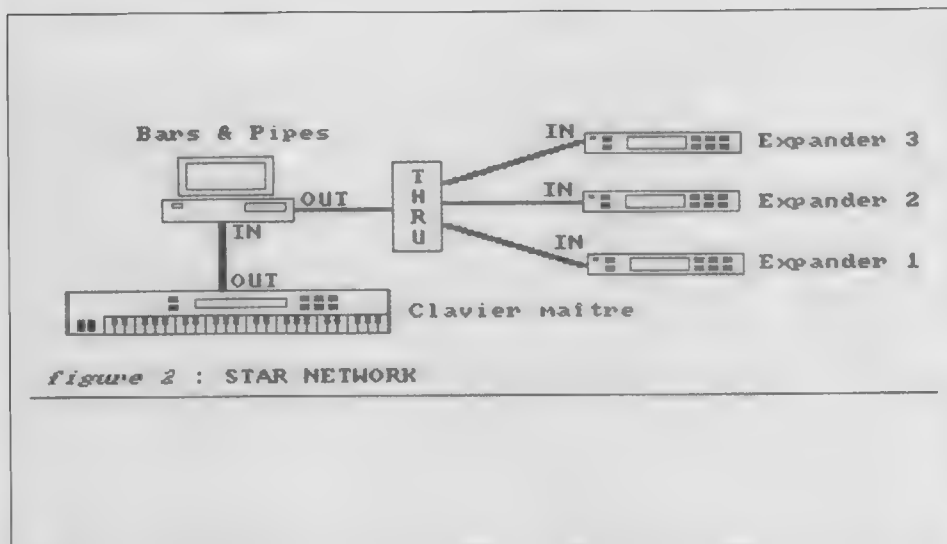 Bars & Pipes
IN
Expander 3
THRU
OUT
IN
Expander 2
IN
IN
Expander 1
OUT
Clavier maître
figure 2 : STAR NETWORK